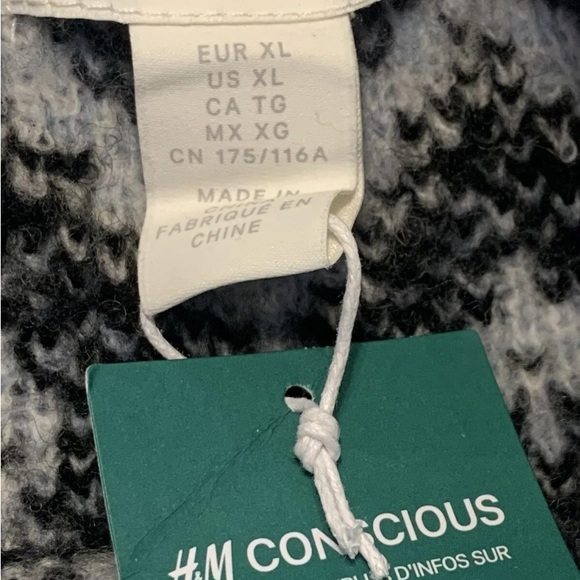 EUR XL
US XL
CA TG
MX XG
CN 175/116A
MADE IN
FABRIQUÉ EN
CHINE
H&M CONSCIOUS
D'INFOS SUR